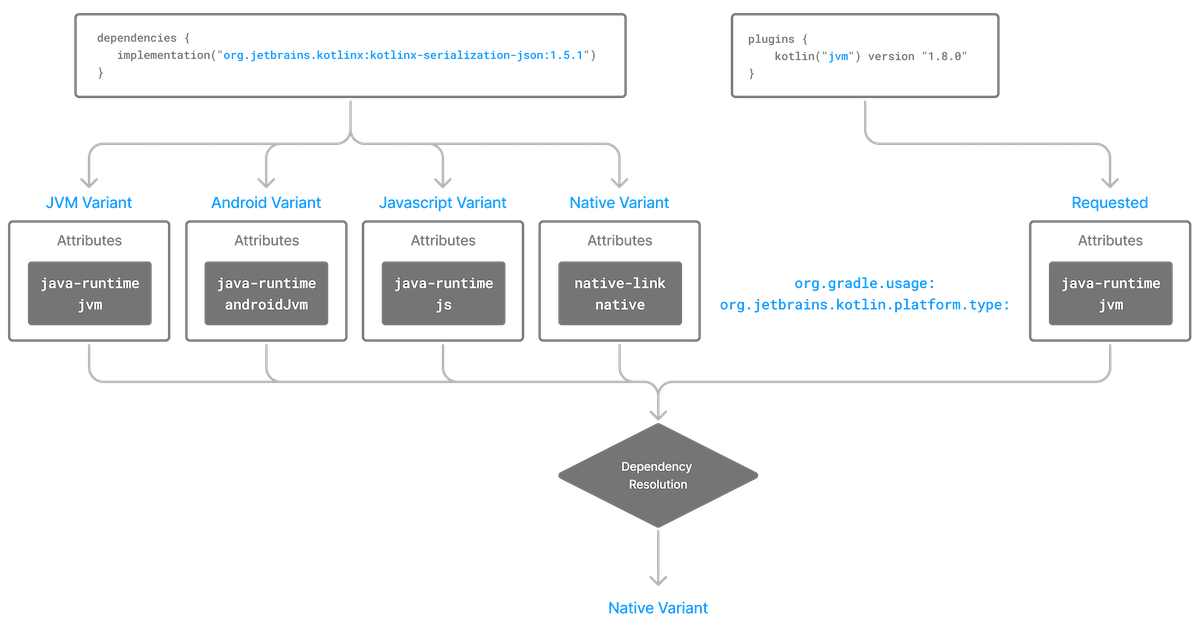 dependencies {
implementation("org.jetbrains.kotlinx:kotlinx-serialization-json:1.5.1")
}
plugins {
kotlin("jvm") version "1.8.0"
}
JVM Variant
Android Variant
Javascript Variant
Native Variant
Requested
Attributes
java-runtime
jvm
Attributes
java-runtime
androidJvm
Attributes
java-runtime
js
Attributes
native-link
native
org.gradle.usage:
org.jetbrains.kotlin.platform.type:
Attributes
java-runtime
jvm
Dependency
Resolution
Native Variant